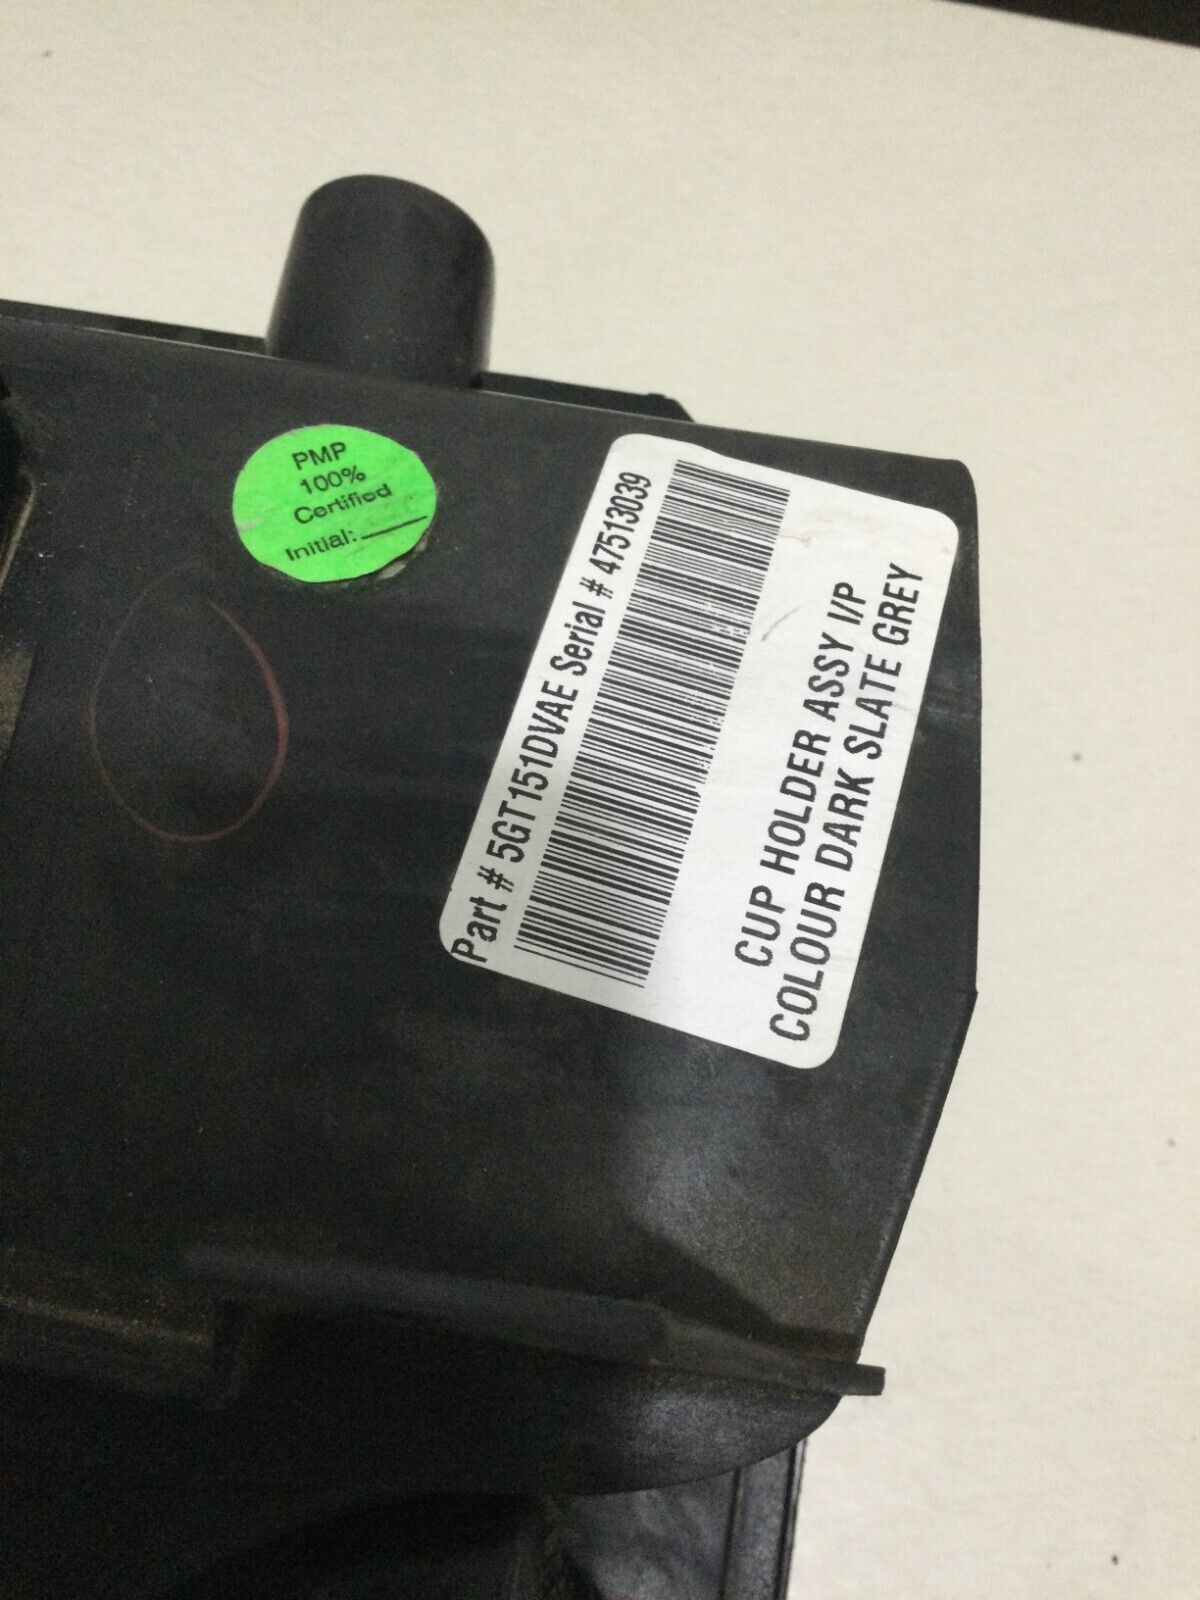 PMP
100%
Certified
Initial:
Part # 5GT151DVAE Serial # 47513039
CUP HOLDER ASSY I/P
COLOUR DARK SLATE GREY